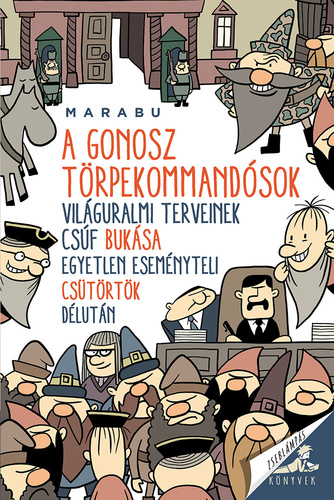 MARABU
A GONOSZ
TÖRPEKOMMANDÓSOK
VILÁGURALMI TERVEINEK
CSÚF BUKÁSA
EGYETLEN ESEMÉNYTELI
CSÜTÖRTÖK
DÉLUTÁN
ZSEBLÁMPÁS
KÖNYVEK